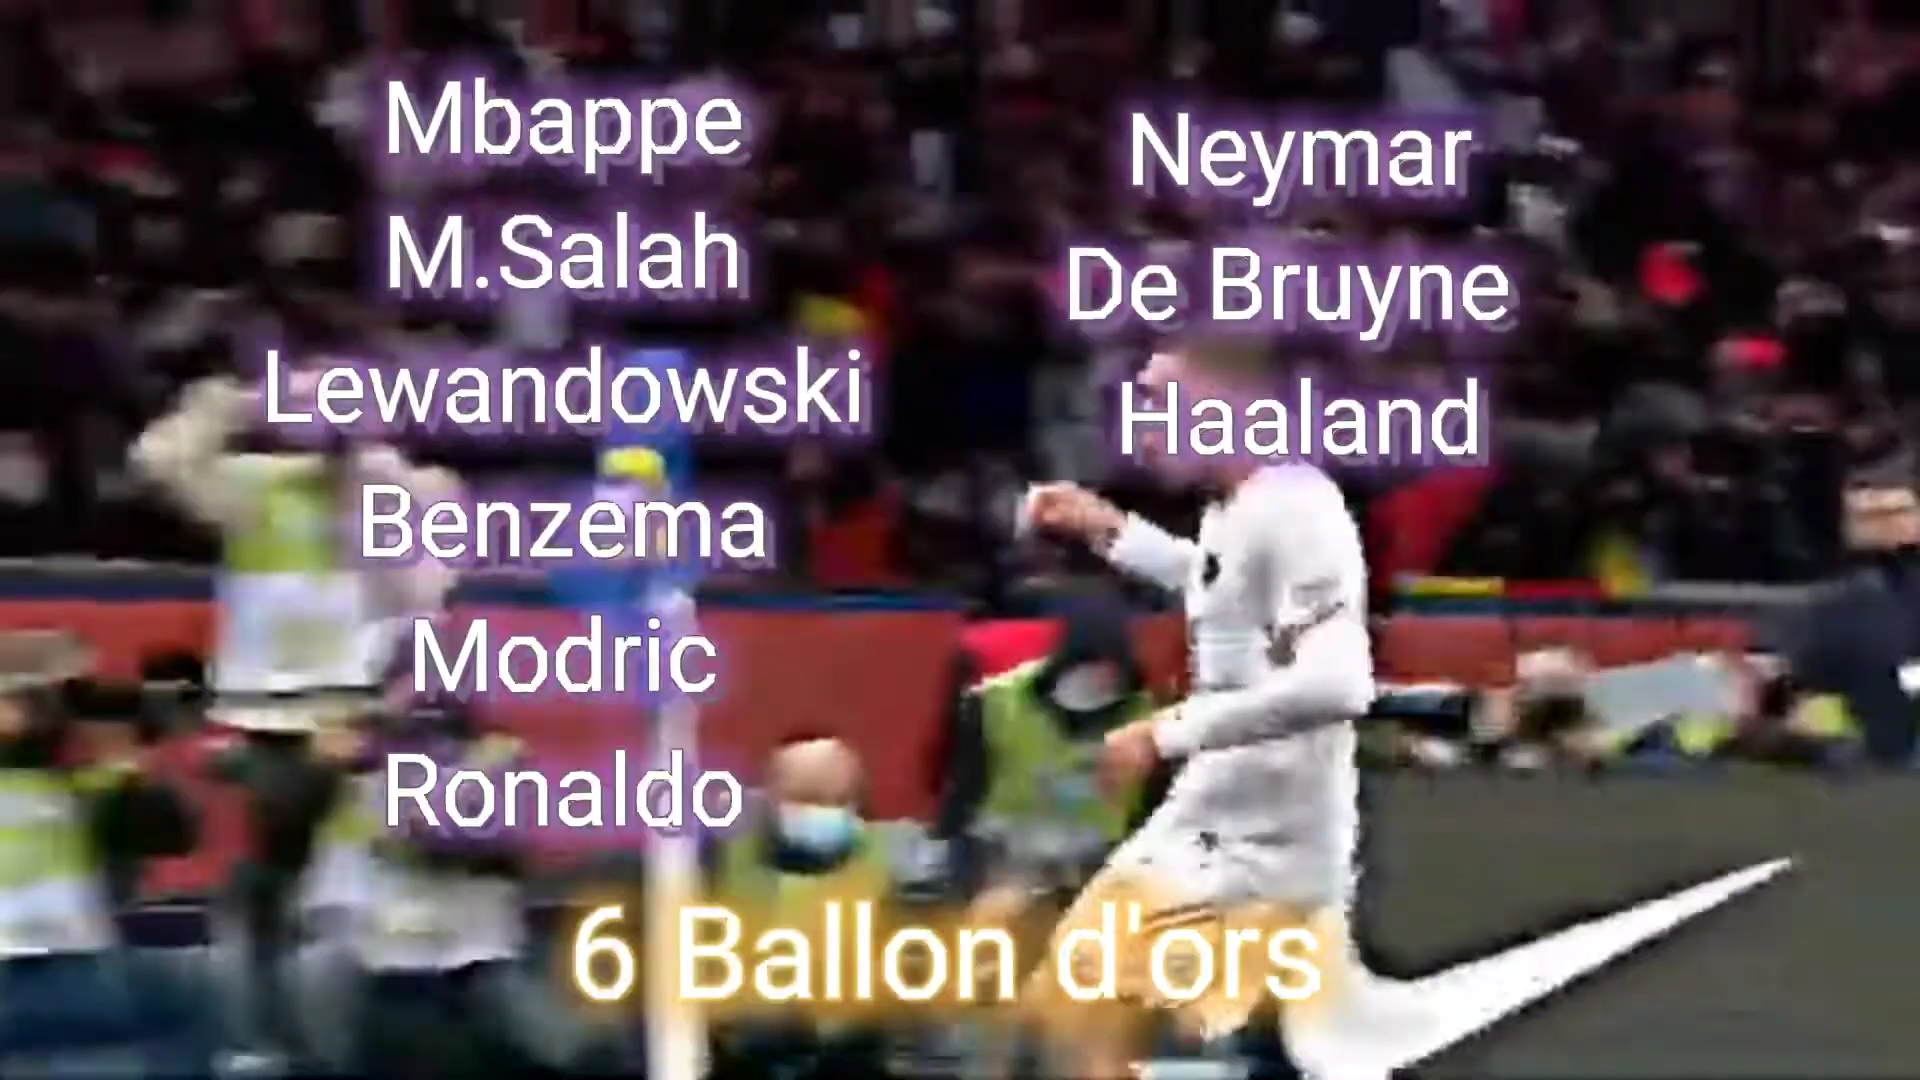 Mbappe
M.Salah
Lewandowski
Benzema
Modric
Ronaldo
Neymar
De Bruyne
Haaland
6 Ballon d'ors